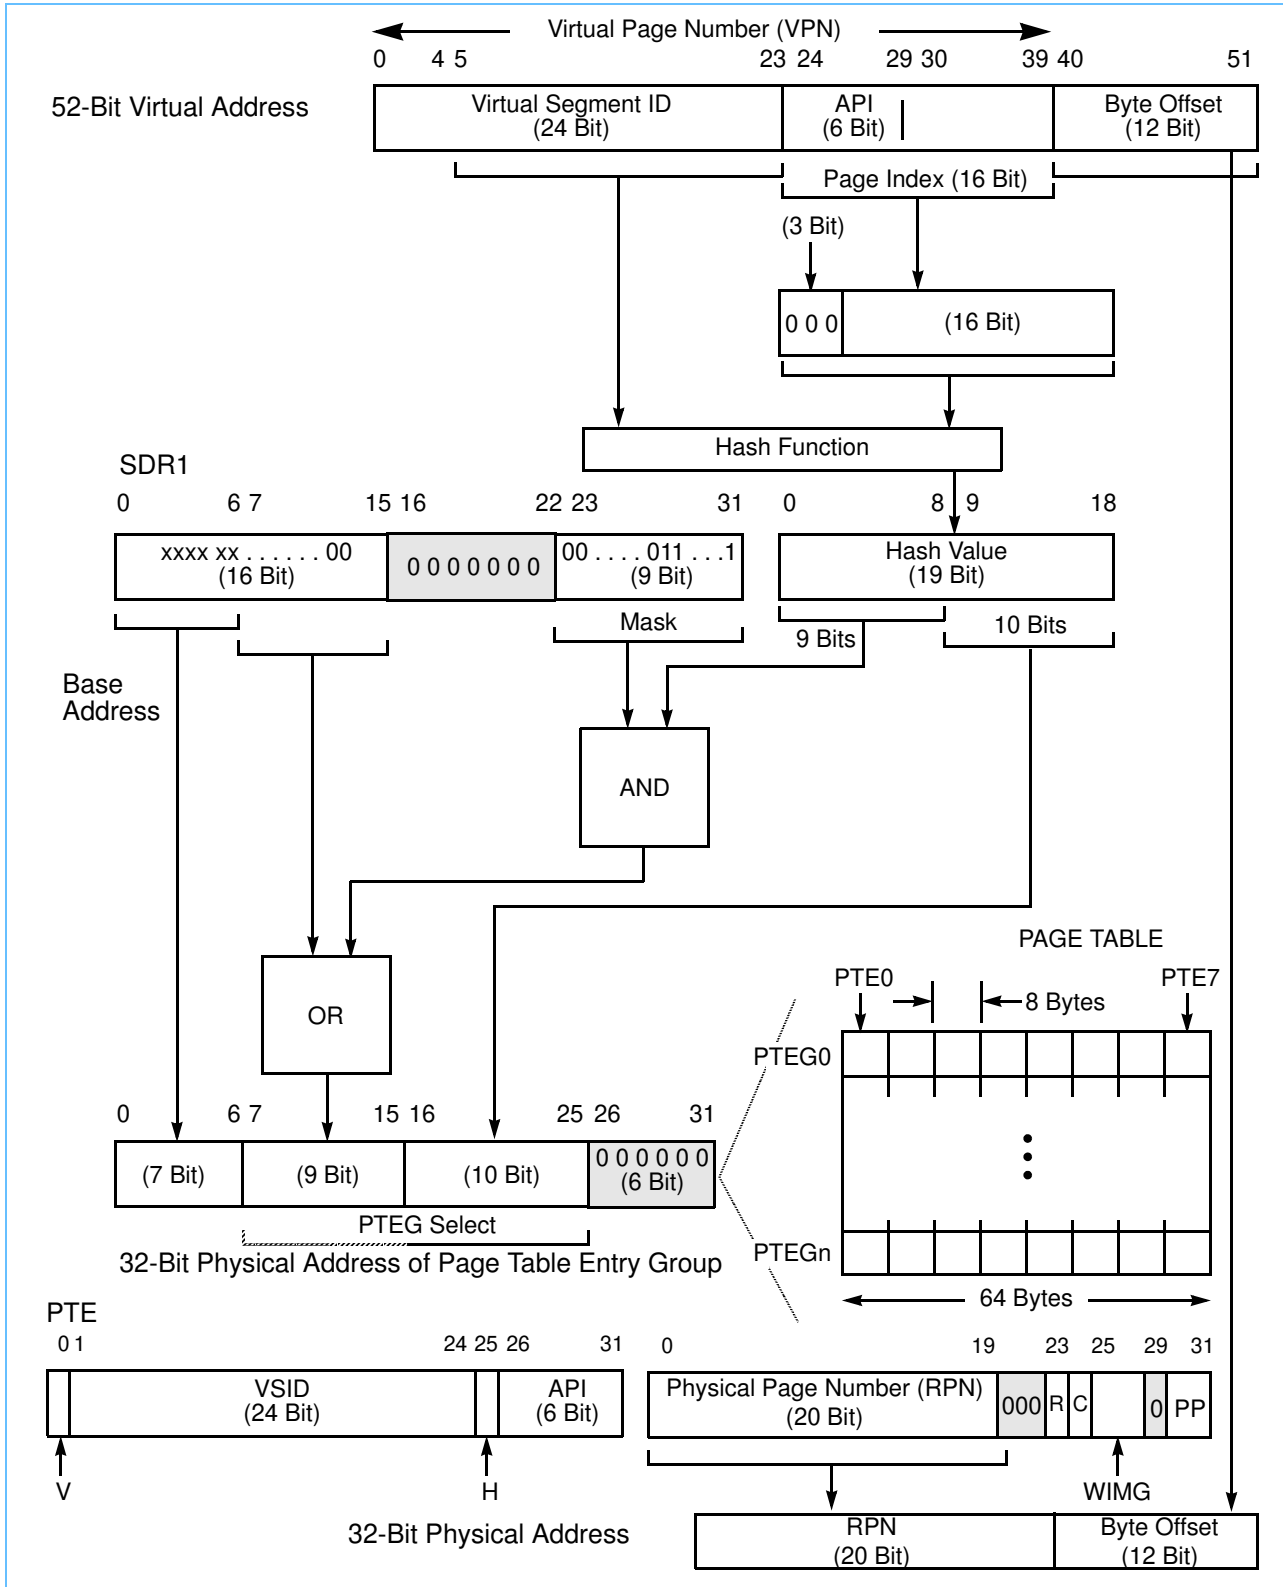 Virtual Page Number (VPN)
0 4 5 23 24 29 30 39 40 51
52-Bit Virtual Address
Virtual Segment ID
(24 Bit)
API
(6 Bit)
Byte Offset
(12 Bit)
Page Index (16 Bit)
(3 Bit)
0 0 0
(16 Bit)
Hash Function
SDR1
0 6 7 15 16 22 23 31
0 8 9 18
xxxx xx . . . . . . 00
(16 Bit)
0 0 0 0 0 0 0
00 . . . . 011 . . .1
(9 Bit)
Hash Value
(19 Bit)
Mask
9 Bits
10 Bits
Base
Address
AND
OR
PAGE TABLE
PTE0
8 Bytes
PTE7
PTEG0
PTEGn
64 Bytes
0 6 7 15 16 25 26 31
(7 Bit)
(9 Bit)
(10 Bit)
0 0 0 0 0 0
(6 Bit)
PTEG Select
32-Bit Physical Address of Page Table Entry Group
PTE
0 1 24 25 26 31
0 19 23 25 29 31
VSID
(24 Bit)
API
(6 Bit)
Physical Page Number (RPN)
(20 Bit)
000
R
C
0
PP
V
H
WIMG
32-Bit Physical Address
RPN
(20 Bit)
Byte Offset
(12 Bit)